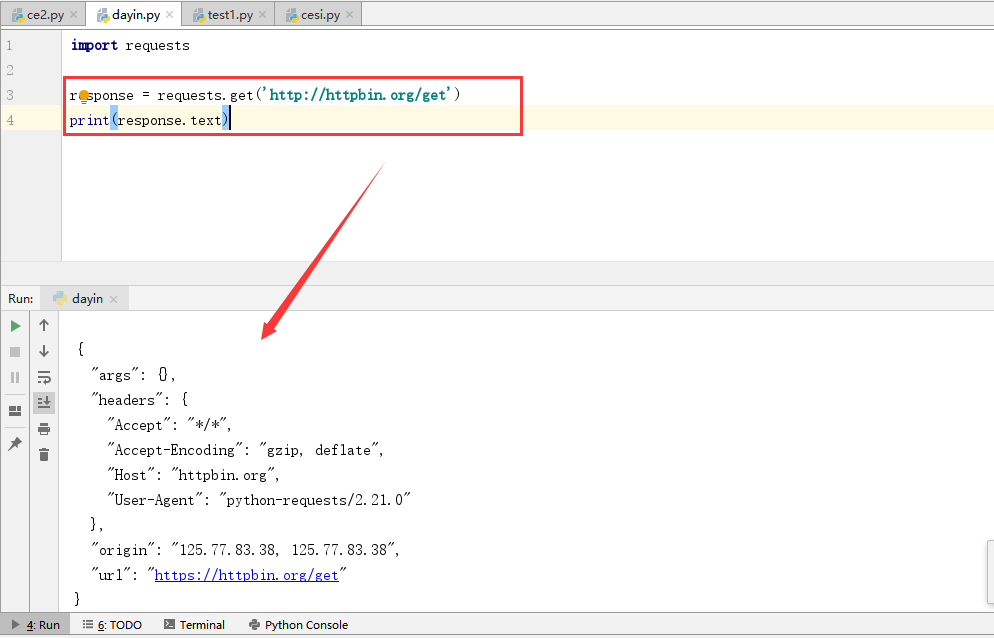 ce2.py dayin.py test1.py cesi.py
1 import requests
2
3 response = requests.get('http://httpbin.org/get')
4 print(response.text)
Run: dayin
{
"args": {},
"headers": {
"Accept": "*/*",
"Accept-Encoding": "gzip, deflate",
"Host": "httpbin.org",
"User-Agent": "python-requests/2.21.0"
},
"origin": "125.77.83.38, 125.77.83.38",
"url": "https://httpbin.org/get"
}
4: Run 6: TODO Terminal Python Console